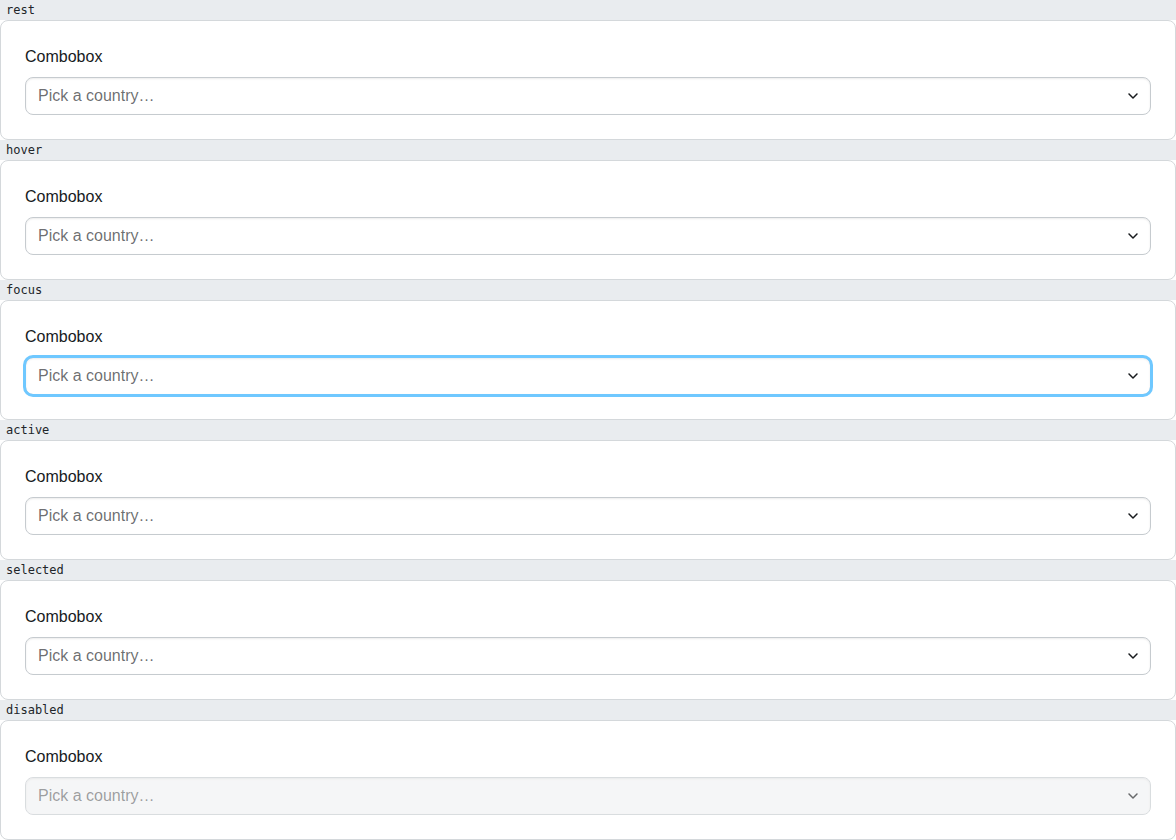 rest
Combobox
Pick a country…
hover
Combobox
Pick a country…
focus
Combobox
Pick a country…
active
Combobox
Pick a country…
selected
Combobox
Pick a country…
disabled
Combobox
Pick a country…